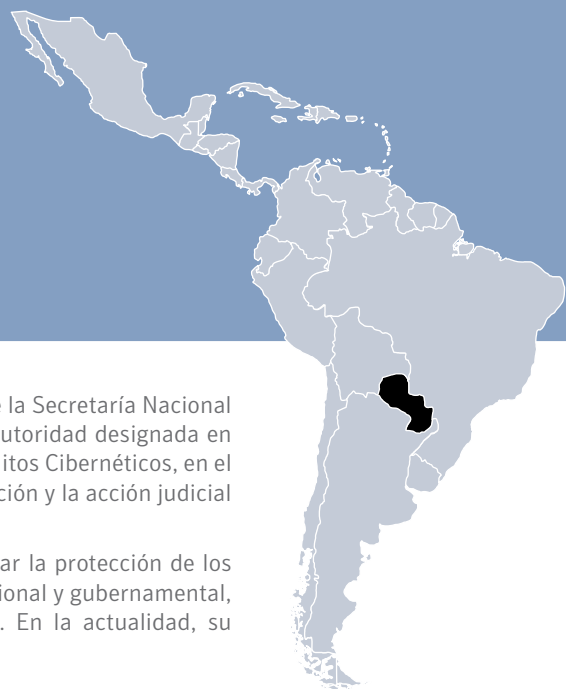 la Secretaría Nacional
utoridad designada en
itos Cibernéticos, en el
ción y la acción judicial
ar la protección de los
ional y gubernamental,
. En la actualidad, su